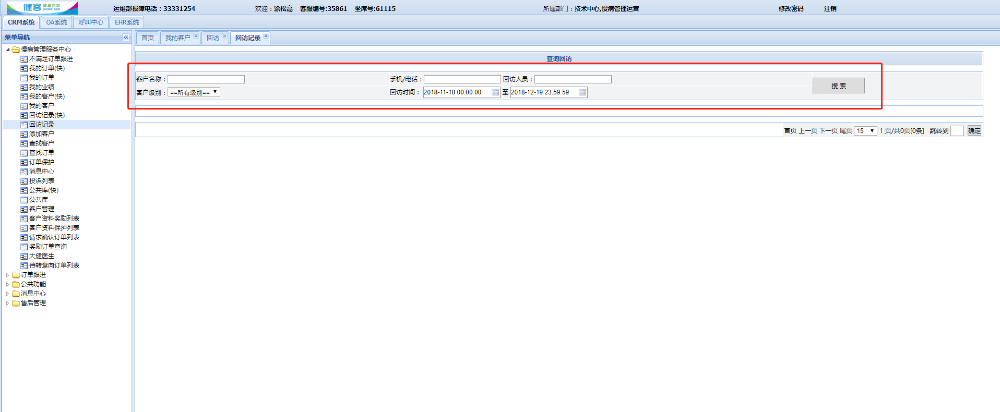 健客 健康到家 jianke.com 运维部报障电话：33331254 欢迎：涂松高 客服编号:35861 坐席号:61115 所属部门：技术中心,慢病管理运营 修改密码 注销
CRM系统 OA系统 呼叫中心 EHR系统
菜单导航
慢病管理服务中心
不满足订单跟进
我的订单(快)
我的订单
我的业绩
我的客户(快)
我的客户
回访记录(快)
回访记录
添加客户
查找客户
查找订单
订单保护
消息中心
投诉列表
公共库(快)
公共库
客户管理
客户资料奖励列表
客户资料保护列表
请求确认订单列表
奖励订单查询
大健医生
待转意向订单列表
订单跟进
公共功能
消息中心
售后管理
首页 我的客户 回访 回访记录
查询回访
客户名称： 手机/电话： 回访人员： 搜 索
客户级别： ==所有级别== 回访时间： 2018-11-18 00:00:00 至 2018-12-19 23:59:59
首页 上一页 下一页 尾页 15 1 页/共0页[0条] 跳转到 确定